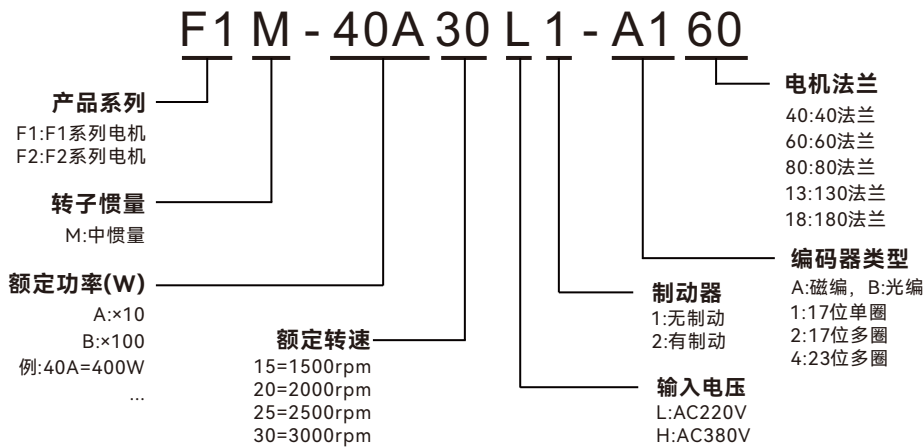 F1M-40A30L1-A160
产品系列
F1:F1系列电机
F2:F2系列电机
转子惯量
M:中惯量
额定功率(W)
A:×10
B:×100
例:40A=400W
...
额定转速
15=1500rpm
20=2000rpm
25=2500rpm
30=3000rpm
输入电压
L:AC220V
H:AC380V
制动器
1:无制动
2:有制动
编码器类型
A:磁编，B:光编
1:17位单圈
2:17位多圈
4:23位多圈
电机法兰
40:40法兰
60:60法兰
80:80法兰
13:130法兰
18:180法兰